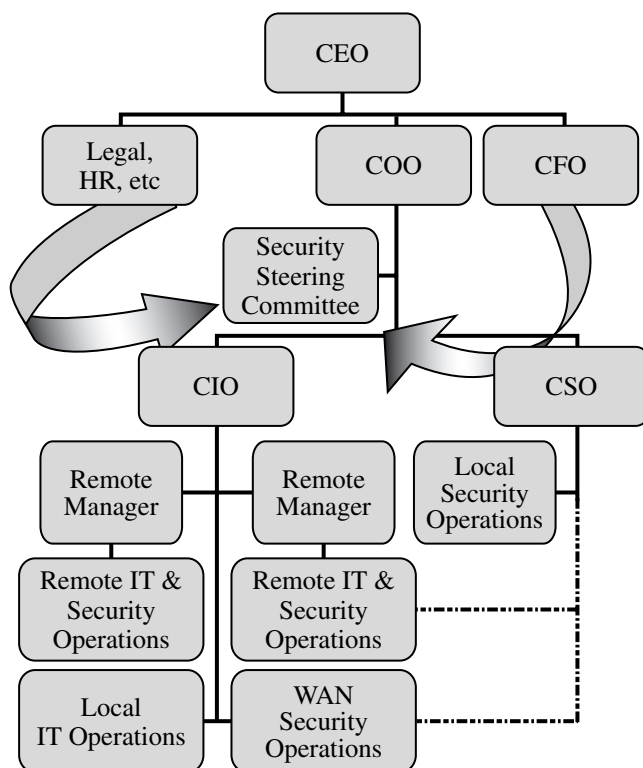 CEO
Legal,
HR, etc
COO
CFO
Security
Steering
Committee
CIO
CSO
Remote
Manager
Remote
Manager
Local
Security
Operations
Remote IT &
Security
Operations
Remote IT &
Security
Operations
Local
IT Operations
WAN
Security
Operations